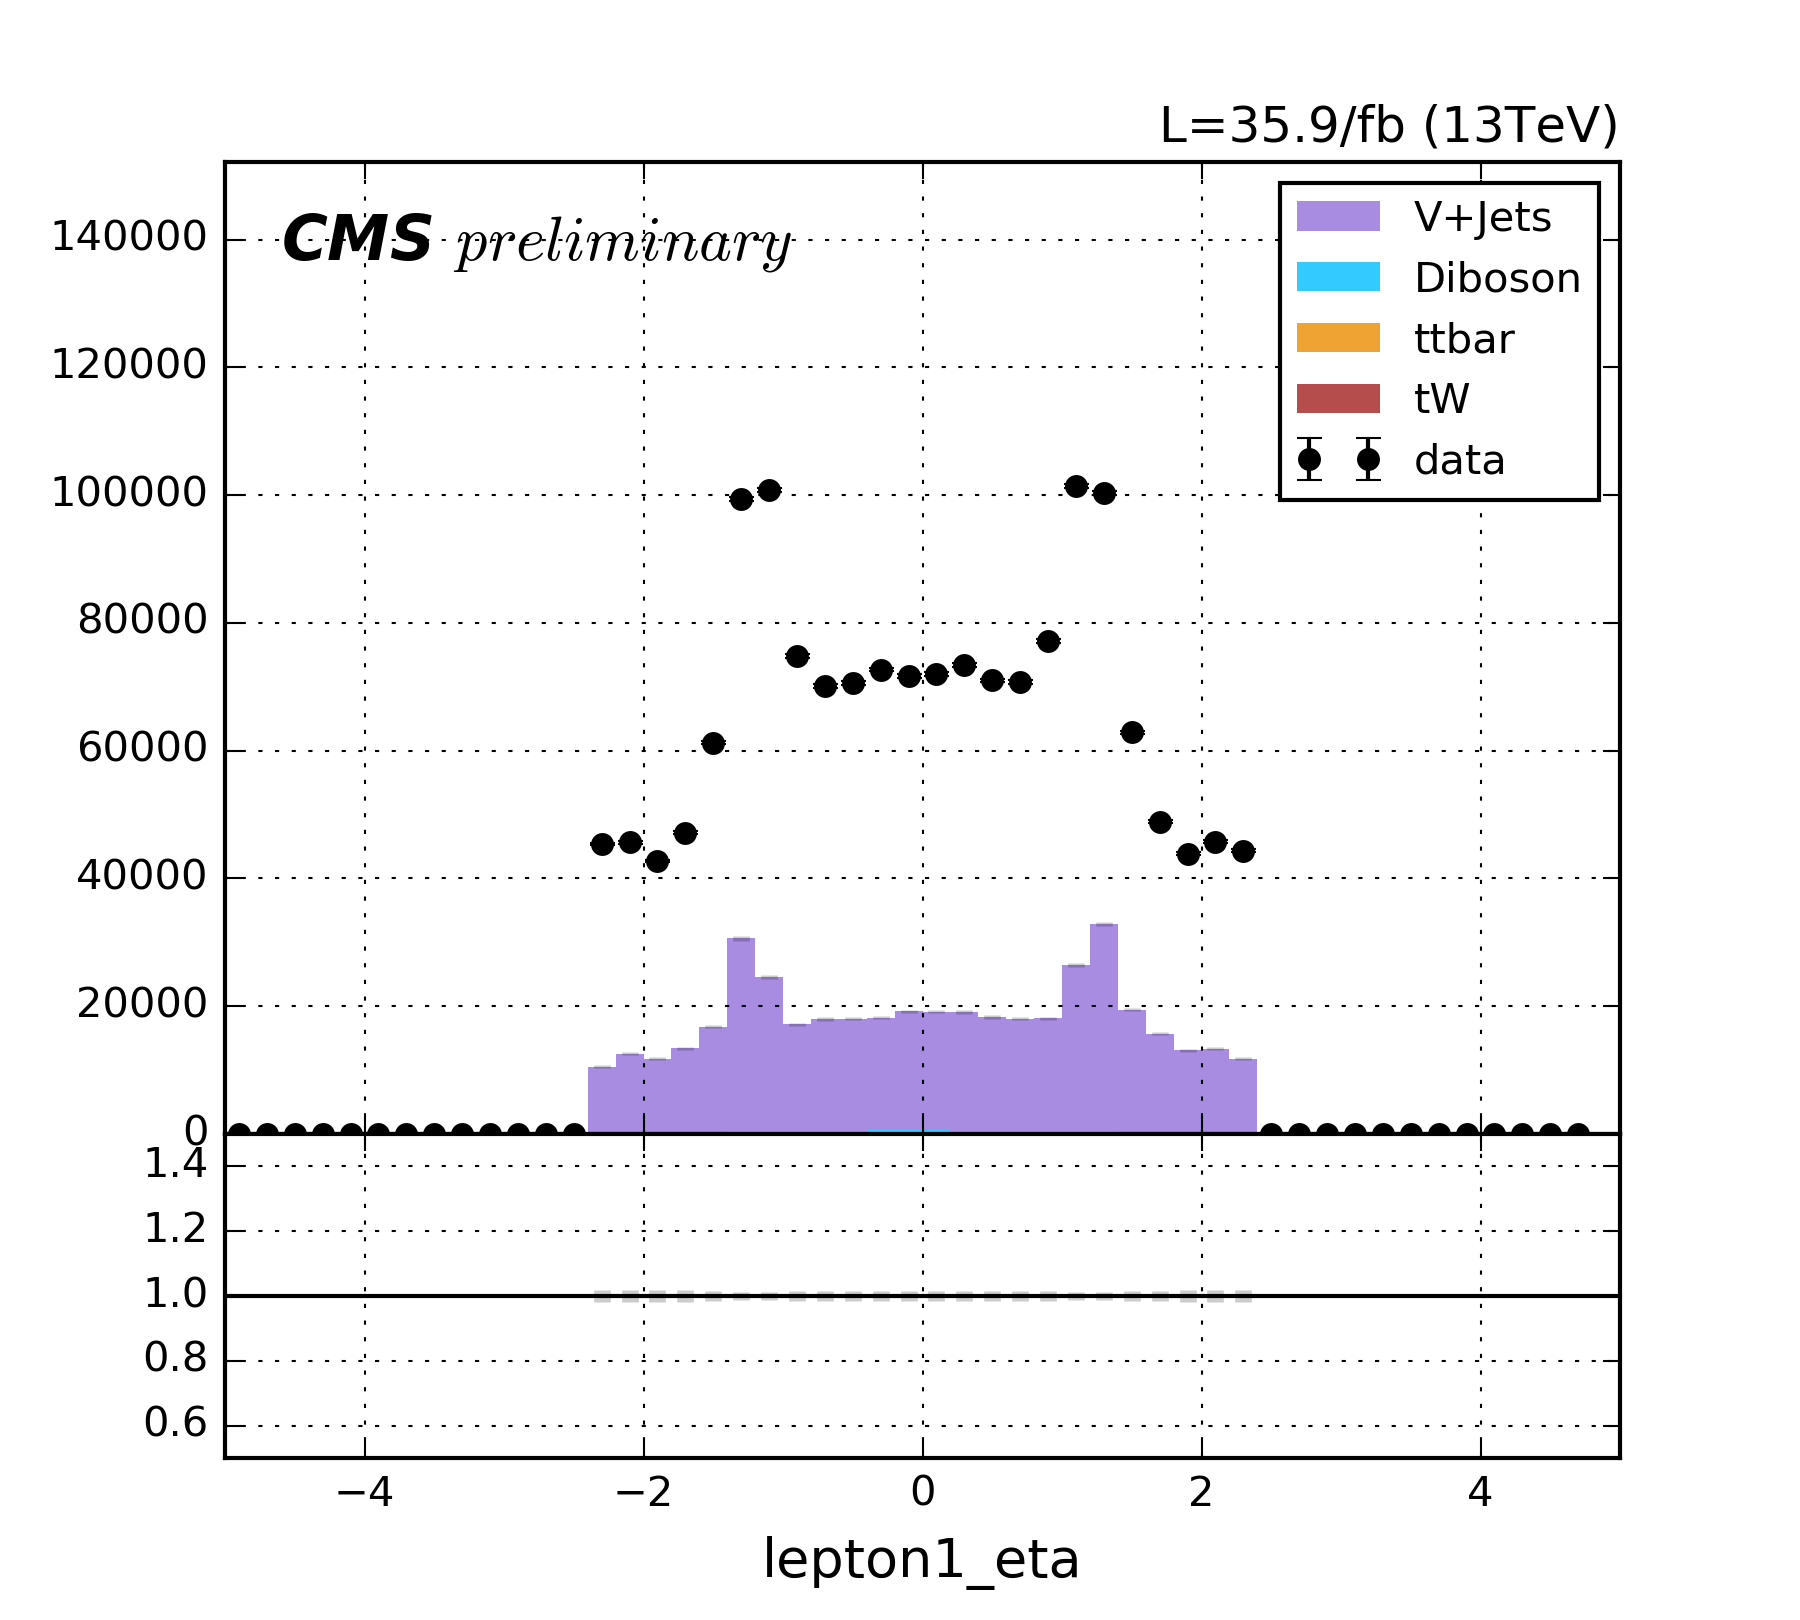 L=35.9/fb (13TeV)
CMS preliminary
V+Jets
Diboson
ttbar
tW
data
140000
120000
100000
80000
60000
40000
20000
0
1.4
1.2
1.0
0.8
0.6
−4 −2 0 2 4
lepton1_eta